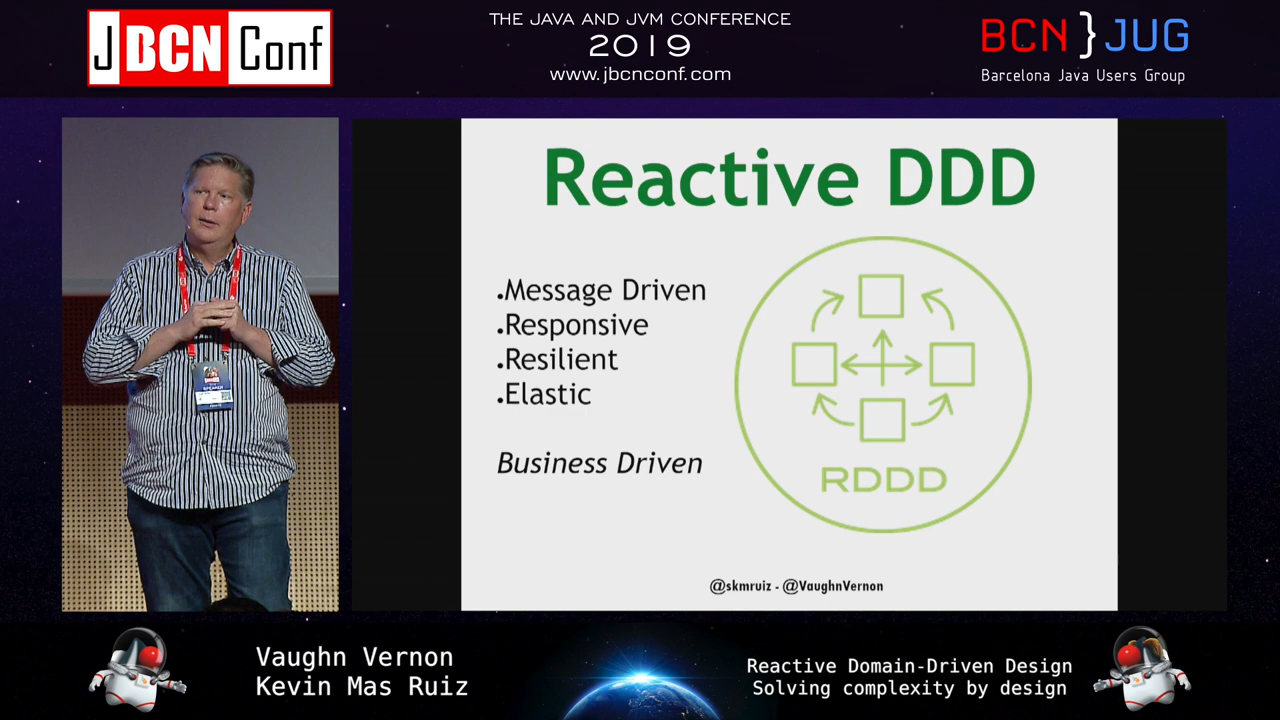 JBCNConf
THE JAVA AND JVM CONFERENCE
2019
www.jbcnconf.com
BCN}JUG
Barcelona Java Users Group
SPEAKER
Reactive DDD
.Message Driven
.Responsive
.Resilient
.Elastic
Business Driven
RDDD
@skmruiz - @VaughnVernon
Vaughn Vernon
Kevin Mas Ruiz
Reactive Domain-Driven Design
Solving complexity by design